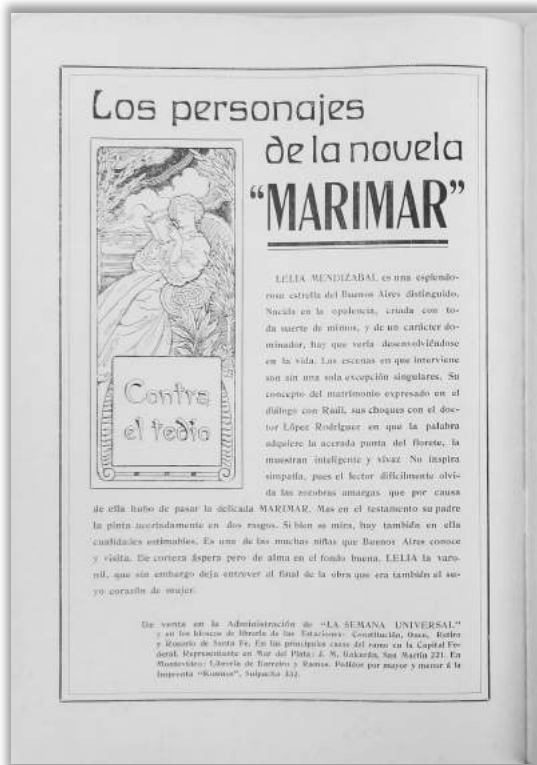 Los personajes
de la novela
"MARIMAR"
Contra
el tedio
LELIA MENDIZABAL es una esplendo-
rosa estrella del Buenos Aires distinguido.
Nacida en la opulencia, criada con to-
da suerte de mimos, y de un carácter do-
minador, hay que verla desenvolviéndose
en la vida. Las escenas en que interviene
son sin una sola excepción singulares. Su
concepto del matrimonio expresado en el
diálogo con Raúl, sus choques con el doc-
tor López Rodríguez en que la palabra
adquiere la acerada punta del florete, la
muestran inteligente y vivaz. No inspira
simpatía, pues el lector difícilmente olvi-
da las zozobras amargas que por causa
de ella hubo de pasar la delicada MARIMAR. Mas en el testamento su padre
la pinta acertadamente en dos rasgos. Si bien se mira, hay también en ella
cualidades estimables. Es una de las muchas niñas que Buenos Aires conoce
y visita. De corteza áspera pero de alma en el fondo buena. LELIA la varo-
nil, que sin embargo deja entrever al final de la obra que era también el su-
yo corazón de mujer.
De venta en la Administración de "LA SEMANA UNIVERSAL"
y en los kioscos de librería de las Estaciones: Constitución, Once, Retiro
y Rosario de Santa Fe. En las principales casas del ramo en la Capital Fe-
deral. Representante en Mar del Plata: J. M. San Martín 221. En
Montevideo: Librería de Barreiro y Ramos. Pedidos por mayor y menor á la
Imprenta "Kosmos", Suipacha